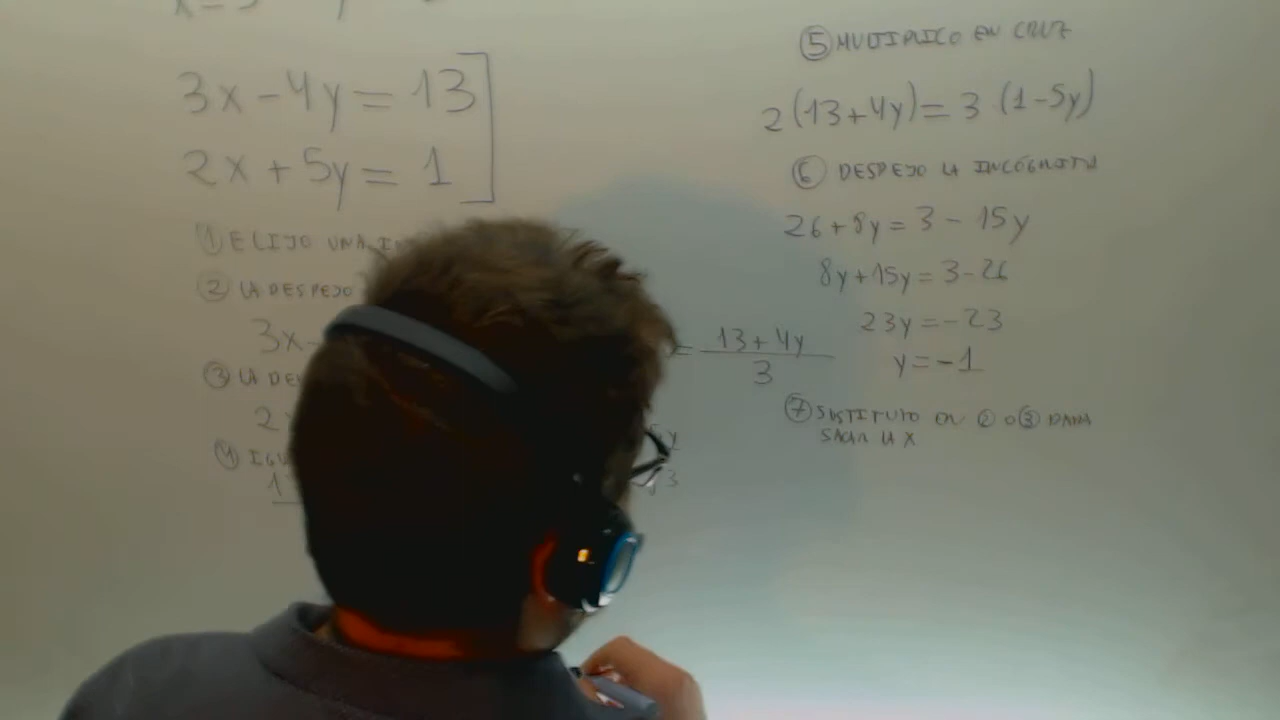 3x - 4y = 13
2x + 5y = 1
① ELIJO UNA
② LA DESPEJO
3x -
= 13 + 4y / 3
③ LA DE
2
④ IGU
1
⑤ MULTIPLICO EN CRUZ
2 (13 + 4y) = 3 (1 - 5y)
⑥ DESPEJO LA INCÓGNITA
26 + 8y = 3 - 15y
8y + 15y = 3 - 26
23y = -23
y = -1
⑦ SUSTITUYO EN ② O ③ PARA
SACAR LA X